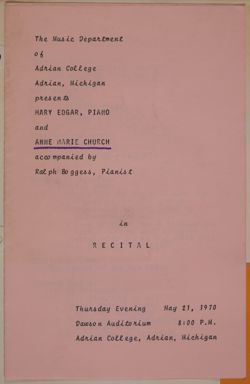 The Music Department
of
Adrian College
Adrian, Michigan
presents
MARY EDGAR, PIANO
and
ANNE MARIE CHURCH
accompanied by
Ralph Boggess, Pianist
in
RECITAL
Thursday Evening May 21, 1970
Dawson Auditorium 8:00 P.M.
Adrian College, Adrian, Michigan